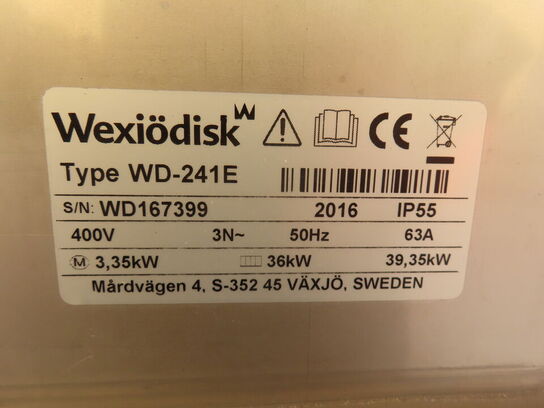 Wexiödisk CE
Type WD-241E
S/N: WD167399 2016 IP55
400V 3N~ 50Hz 63A
M 3,35kW 36kW 39,35kW
Mårdvägen 4, S-352 45 VÄXJÖ, SWEDEN